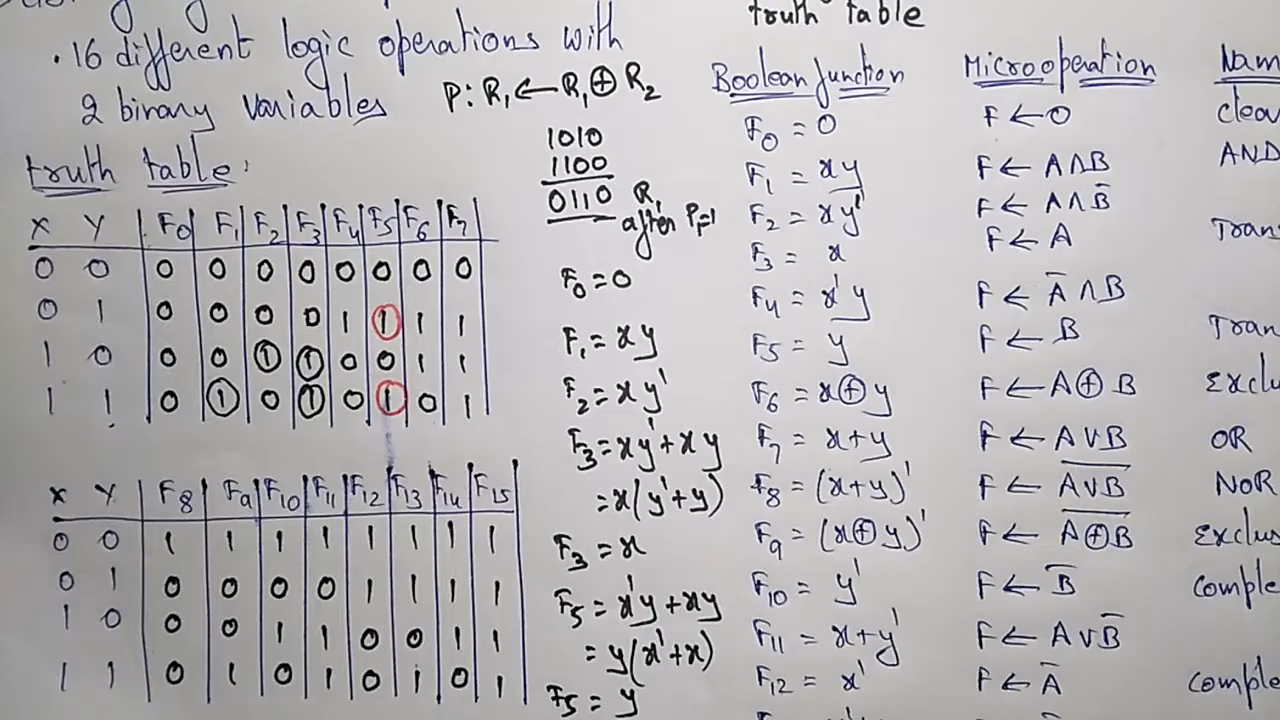 . 16 different logic operations with
2 binary variables
P: R₁ ← R₁ ⊕ R₂
1010
1100
0110 R₁
after P=1
truth table:
X Y F₀ F₁ F₂ F₃ F₄ F₅ F₆ F₇
0 0 0 0 0 0 0 0 0 0
0 1 0 0 0 0 1 1 1 1
1 0 0 0 1 1 0 0 1 1
1 1 0 1 0 1 0 1 0 1
X Y F₈ F₉ F₁₀ F₁₁ F₁₂ F₁₃ F₁₄ F₁₅
0 0 1 1 1 1 1 1 1 1
0 1 0 0 0 0 1 1 1 1
1 0 0 0 1 1 0 0 1 1
1 1 0 1 0 1 0 1 0 1
F₀ = 0
F₁ = xy
F₂ = xy'
F₃ = xy' + xy
= x(y' + y)
F₃ = x
F₅ = x'y + xy
= y(x' + x)
F₅ = y
truth table
Boolean function Microoperation Nam
F₀ = 0 F ← 0 clea
F₁ = xy F ← A∧B AND
F₂ = xy' F ← A∧B̅
F₃ = x F ← A Tran
F₄ = x'y F ← A̅∧B
F₅ = y F ← B Tran
F₆ = x⊕y F ← A⊕B Exclu
F₇ = x+y F ← A∨B OR
F₈ = (x+y)' F ← A̅∨̅B̅ NOR
F₉ = (x⊕y)' F ← A̅⊕̅B̅ Exclus
F₁₀ = y' F ← B̅ Comple
F₁₁ = x+y' F ← A∨B̅
F₁₂ = x' F ← A̅ Comple